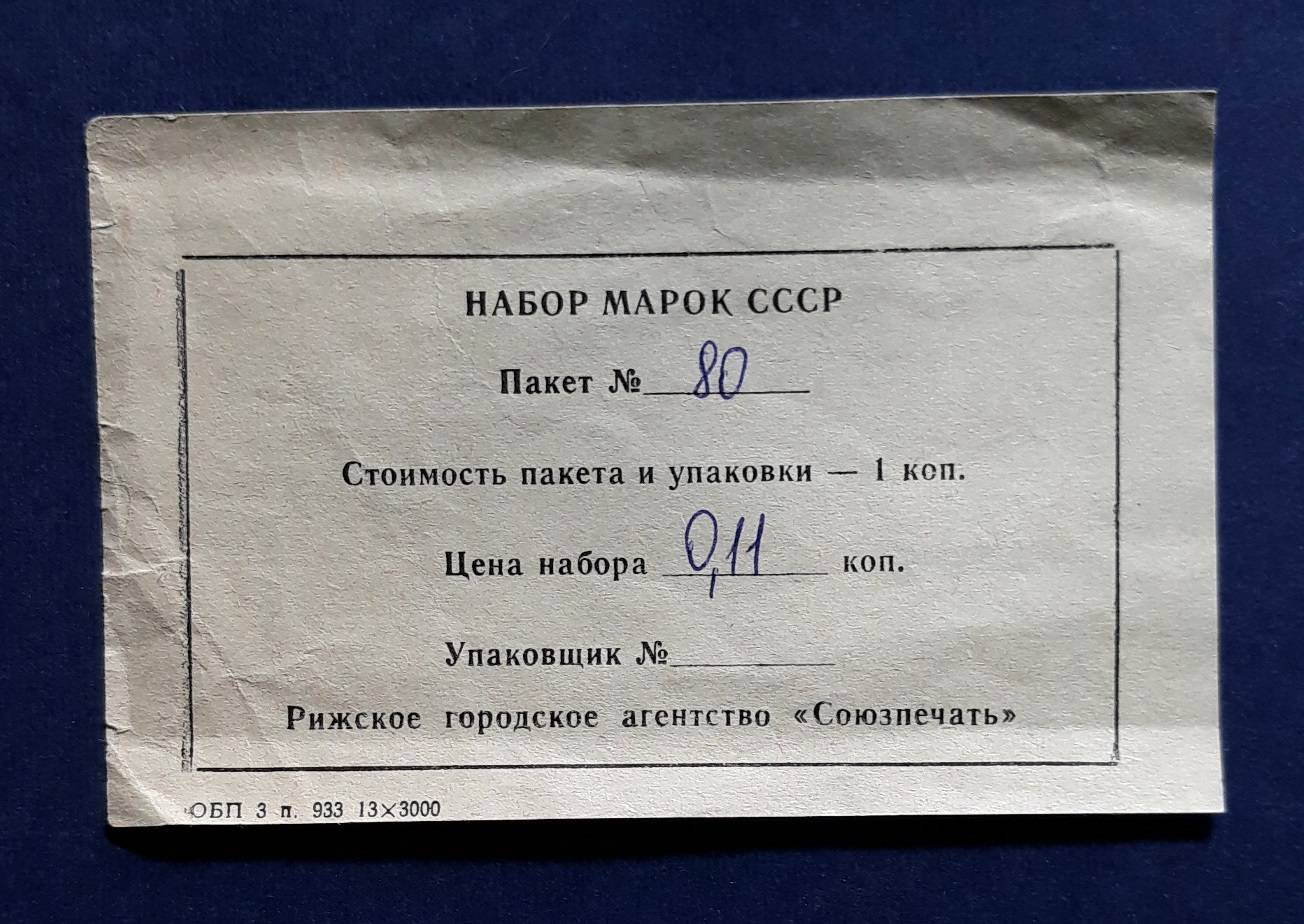 НАБОР МАРОК СССР
Пакет № 80
Стоимость пакета и упаковки — 1 коп.
Цена набора 0,11 коп.
Упаковщик №
Рижское городское агентство «Союзпечать»
ОБП 3 п. 933 13×3000